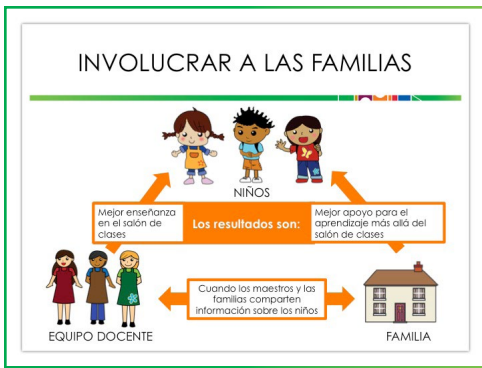 INVOLUCRAR A LAS FAMILIAS
NIÑOS
Mejor enseñanza
en el salón de
clases
Los resultados son:
Mejor apoyo para el
aprendizaje más allá del
salón de clases
Cuando los maestros y las
familias comparten
información sobre los niños
EQUIPO DOCENTE
FAMILIA